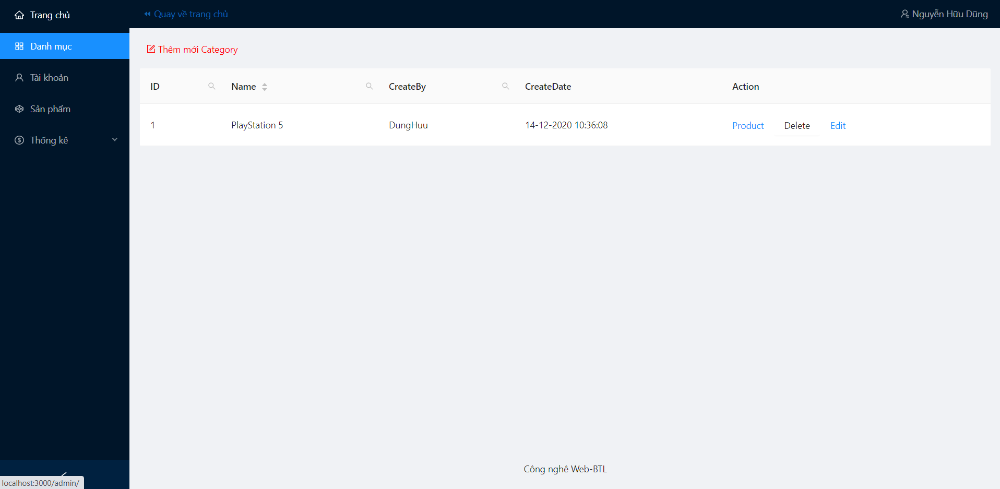 Trang chủ
Quay về trang chủ
Nguyễn Hữu Dũng
Danh mục
Tài khoản
Sản phẩm
Thống kê
Thêm mới Category
ID Name CreateBy CreateDate Action
1 PlayStation 5 DungHuu 14-12-2020 10:36:08 Product Delete Edit
Công nghê Web-BTL
localhost:3000/admin/